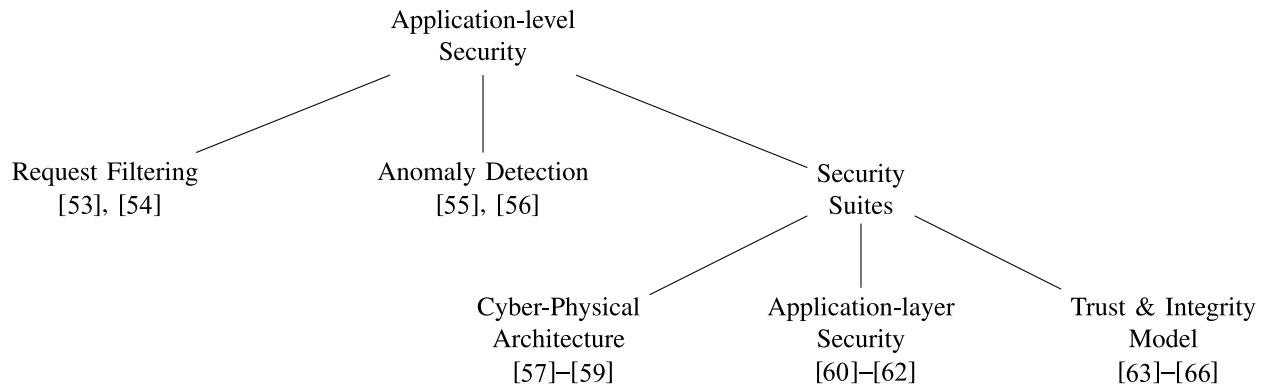 Application-level
Security
Request Filtering
[53], [54]
Anomaly Detection
[55], [56]
Security
Suites
Cyber-Physical
Architecture
[57]–[59]
Application-layer
Security
[60]–[62]
Trust & Integrity
Model
[63]–[66]